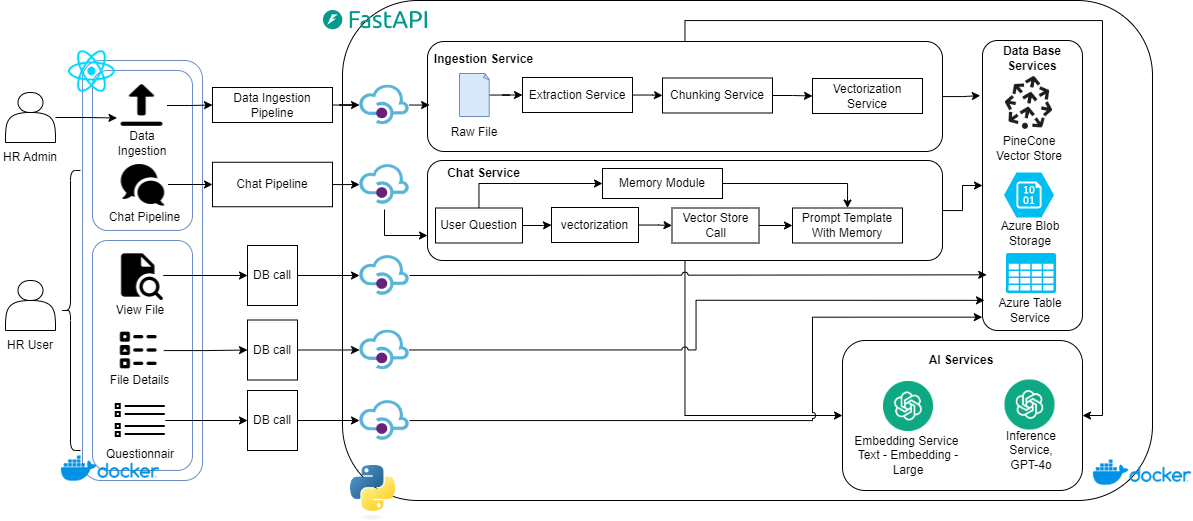 FastAPI
Ingestion Service
Raw File
Extraction Service
Chunking Service
Vectorization
Service
Data Base
Services
PineCone
Vector Store
10
01
Azure Blob
Storage
Azure Table
Service
HR Admin
Data
Ingestion
Data Ingestion
Pipeline
Chat Pipeline
Chat Pipeline
Chat Service
Memory Module
User Question
vectorization
Vector Store
Call
Prompt Template
With Memory
HR User
View File
DB call
File Details
DB call
Questionnair
DB call
docker
AI Services
Embedding Service
Text - Embedding -
Large
Inference
Service,
GPT-4o
docker